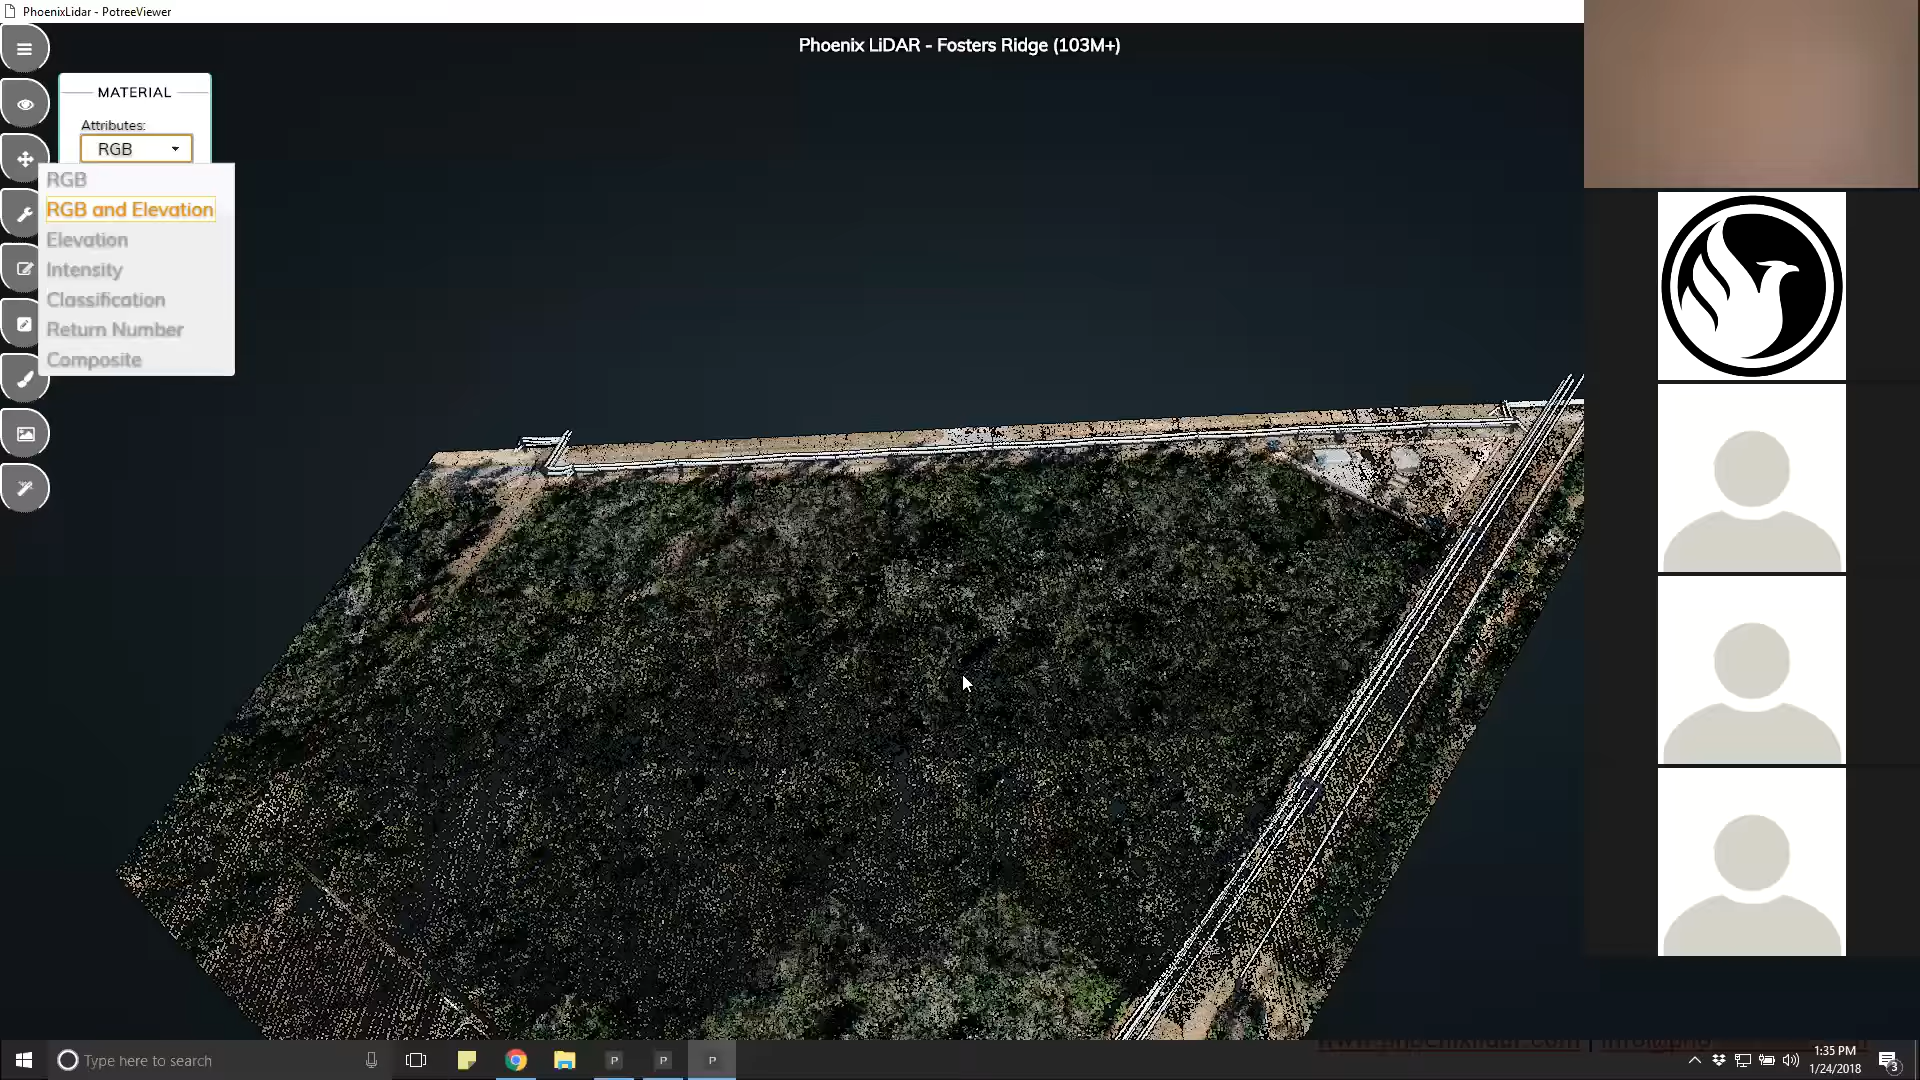 PhoenixLidar - PotreeViewer
Phoenix LiDAR - Fosters Ridge (103M+)
MATERIAL
Attributes:
RGB
RGB
RGB and Elevation
Elevation
Intensity
Classification
Return Number
Composite
Type here to search
P
P
P
1:35 PM
1/24/2018
3